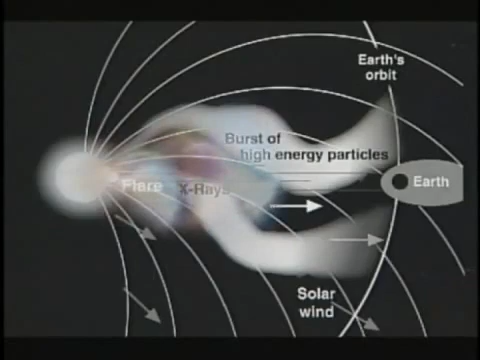 Earth's
orbit
Burst of
high energy particles
Flare
X-Rays
Earth
Solar
wind